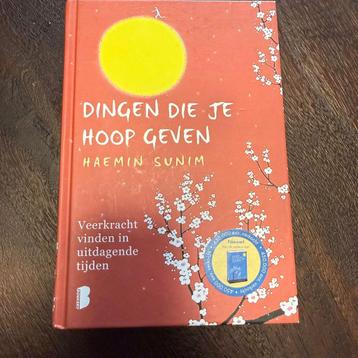 DINGEN DIE JE
HOOP GEVEN
HAEMIN SUNIM
Veerkracht
vinden in
uitdagende
tijden